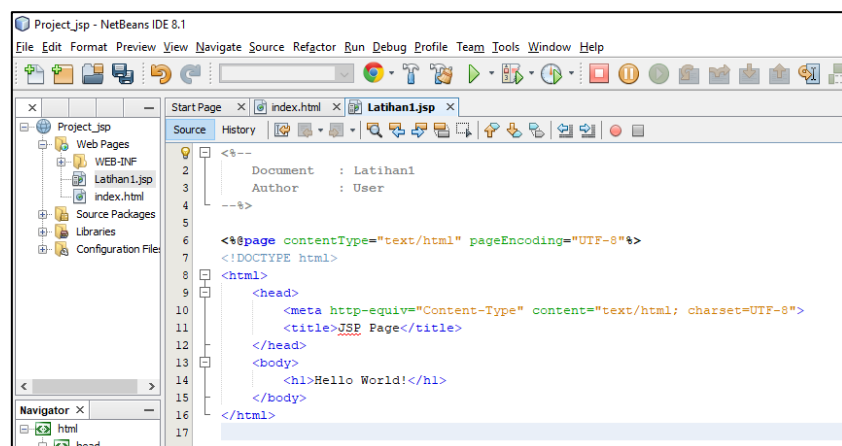 Project_jsp - NetBeans IDE 8.1
File Edit Format Preview View Navigate Source Refactor Run Debug Profile Team Tools Window Help
Start Page index.html Latihan1.jsp
Source History
Project_jsp
Web Pages
WEB-INF
Latihan1.jsp
index.html
Source Packages
Libraries
Configuration File
Navigator
html
head
1 <%--
2 Document : Latihan1
3 Author : User
4 --%>
5
6 <%@page contentType="text/html" pageEncoding="UTF-8"%>
7 <!DOCTYPE html>
8 <html>
9 <head>
10 <meta http-equiv="Content-Type" content="text/html; charset=UTF-8">
11 <title>JSP Page</title>
12 </head>
13 <body>
14 <h1>Hello World!</h1>
15 </body>
16 </html>
17